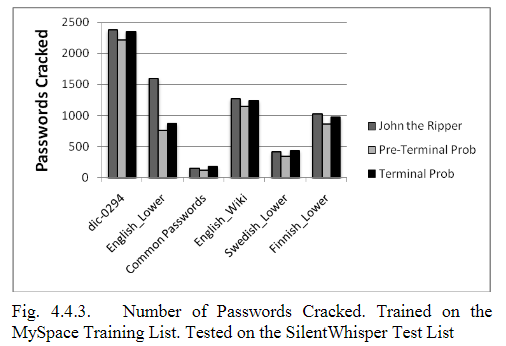 Passwords Cracked
2500
2000
1500
1000
500
0
dic-0294
English_Lower
Common Passwords
English_Wiki
Swedish_Lower
Finnish_Lower
John the Ripper
Pre-Terminal Prob
Terminal Prob
Fig. 4.4.3. Number of Passwords Cracked. Trained on the
MySpace Training List. Tested on the SilentWhisper Test List